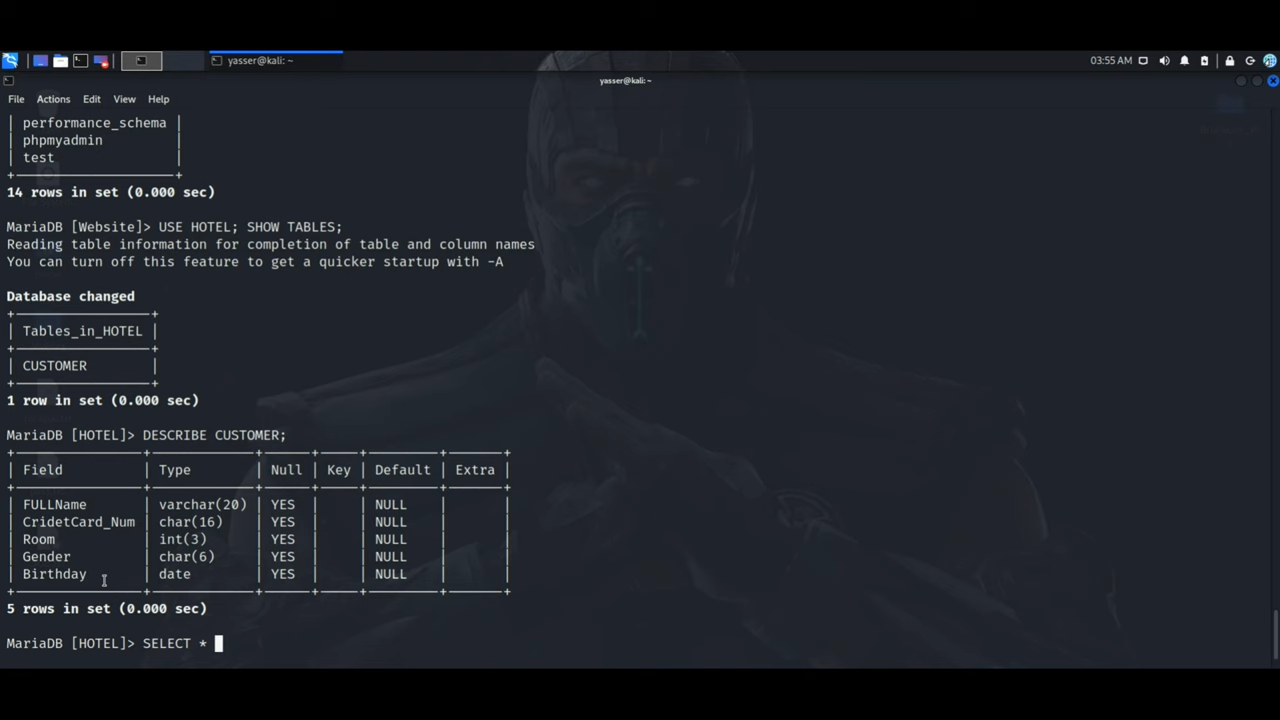 yasser@kali: ~
03:55 AM
yasser@kali: ~
File Actions Edit View Help
| performance_schema |
| phpmyadmin |
| test |
+--------------------+
14 rows in set (0.000 sec)
MariaDB [Website]> USE HOTEL; SHOW TABLES;
Reading table information for completion of table and column names
You can turn off this feature to get a quicker startup with -A
Database changed
+-----------------+
| Tables_in_HOTEL |
+-----------------+
| CUSTOMER |
+-----------------+
1 row in set (0.000 sec)
MariaDB [HOTEL]> DESCRIBE CUSTOMER;
+---------------+-------------+------+-----+---------+-------+
| Field | Type | Null | Key | Default | Extra |
+---------------+-------------+------+-----+---------+-------+
| FULLName | varchar(20) | YES | | NULL | |
| CridetCard_Num | char(16) | YES | | NULL | |
| Room | int(3) | YES | | NULL | |
| Gender | char(6) | YES | | NULL | |
| Birthday | date | YES | | NULL | |
+---------------+-------------+------+-----+---------+-------+
5 rows in set (0.000 sec)
MariaDB [HOTEL]> SELECT *